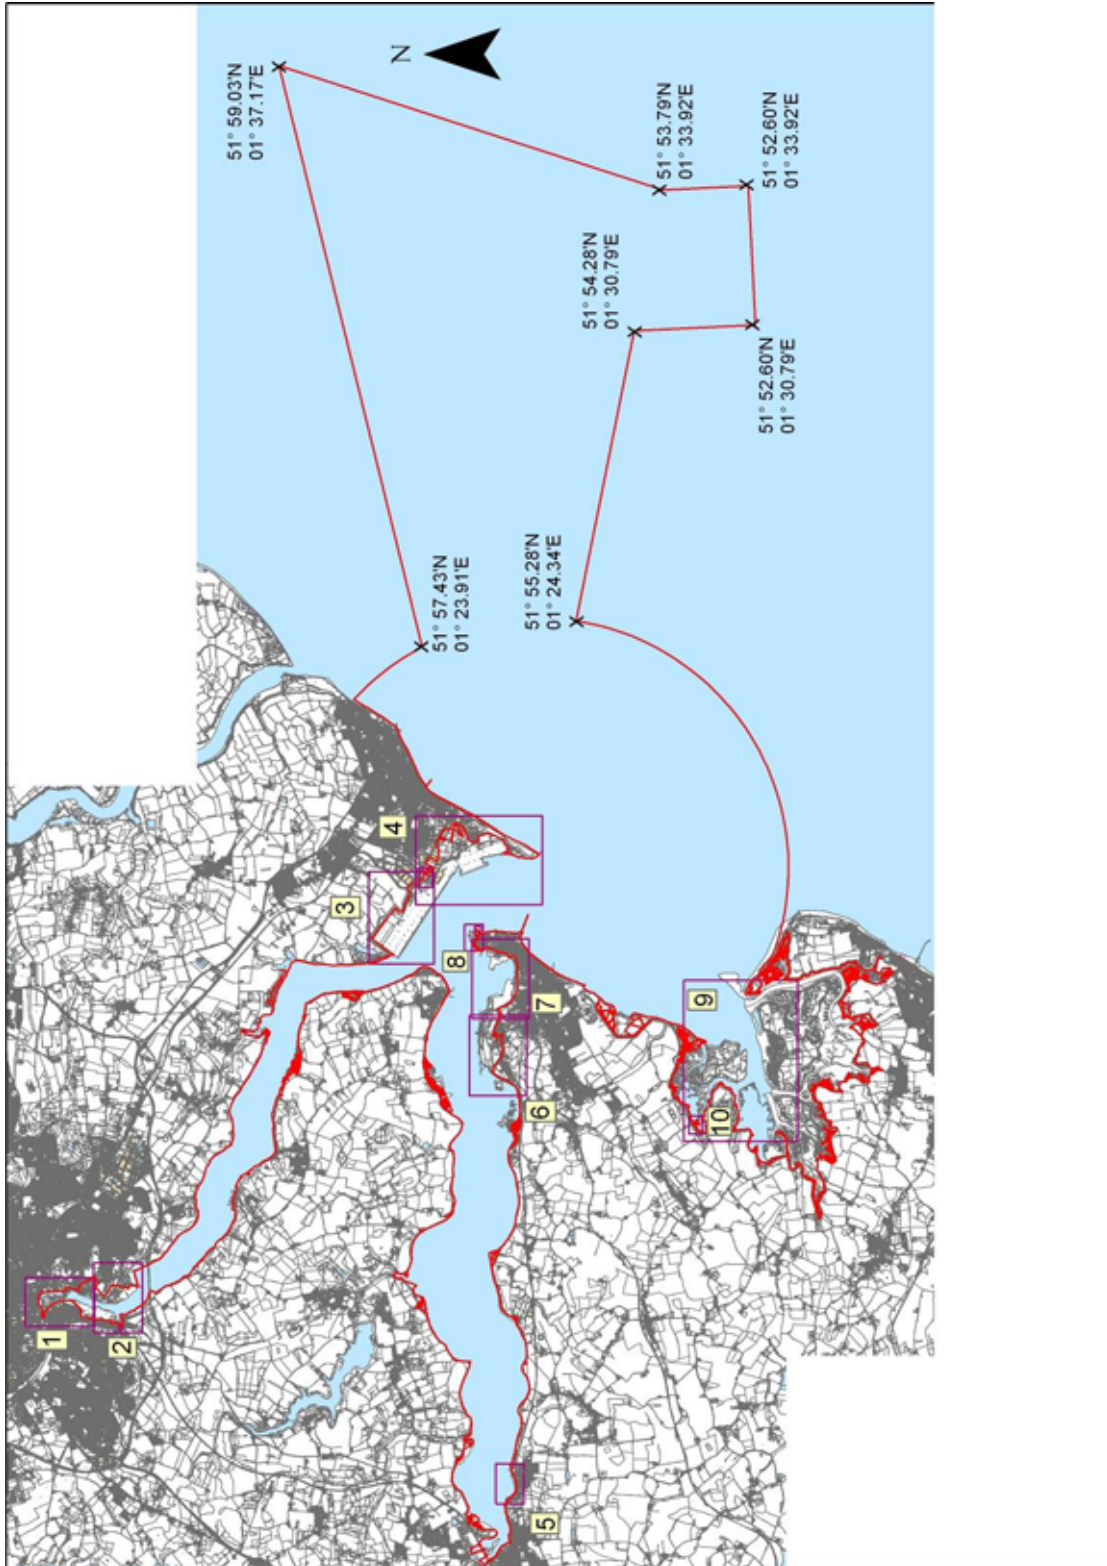 1
2
5
6
7
8
3
4
10
9
51° 57.43'N
01° 23.91'E
51° 55.28'N
01° 24.34'E
51° 59.03'N
01° 37.17'E
51° 54.28'N
01° 30.79'E
51° 53.79'N
01° 33.92'E
51° 52.60'N
01° 33.92'E
51° 52.60'N
01° 30.79'E
N